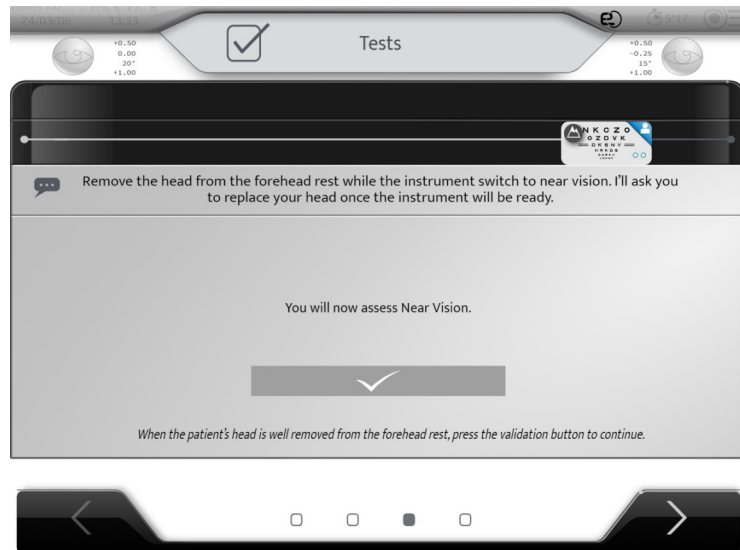 24/03/06 13:33
Tests
5'17
+0.50
0.00
20°
+1.00
+0.50
-0.25
15°
+1.00
N K C Z O
O Z D V K
D K S N V
Remove the head from the forehead rest while the instrument switch to near vision. I'll ask you
to replace your head once the instrument will be ready.
You will now assess Near Vision.
When the patient's head is well removed from the forehead rest, press the validation button to continue.